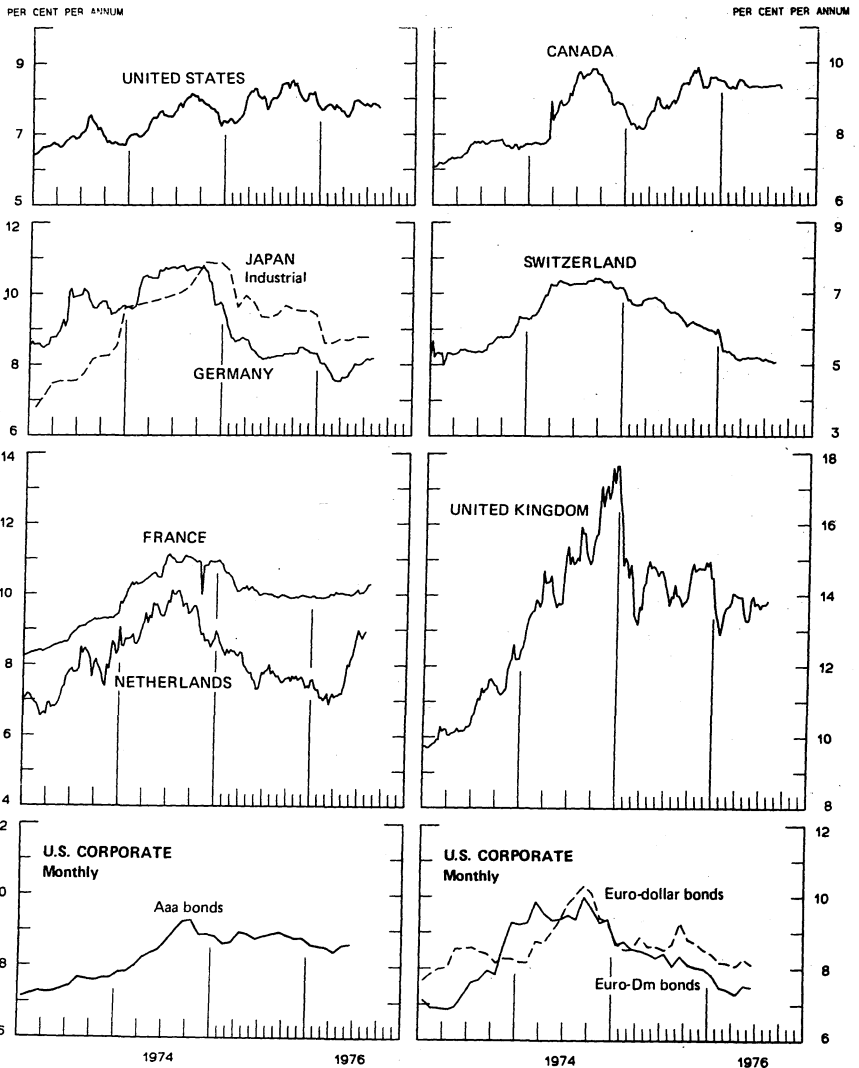 PER CENT PER ANNUM PER CENT PER ANNUM
UNITED STATES
9
7
5
CANADA
10
8
6
12
10
8
6
JAPAN
Industrial
GERMANY
SWITZERLAND
9
7
5
3
14
12
10
8
6
4
FRANCE
NETHERLANDS
UNITED KINGDOM
18
16
14
12
10
8
2
0
8
U.S. CORPORATE
Monthly
Aaa bonds
U.S. CORPORATE
Monthly
Euro-dollar bonds
Euro-Dm bonds
12
10
8
6
1974 1976 1974 1976